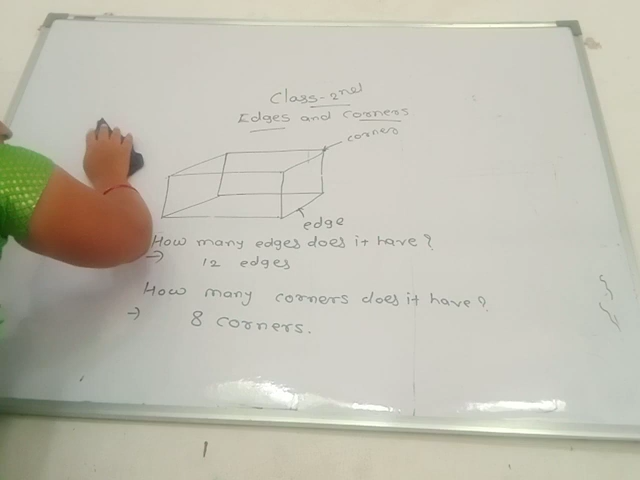 Class-2nd
Edges and Corners
corner
edge
How many edges does it have?
→ 12 edges
How many corners does it have?
→ 8 corners.